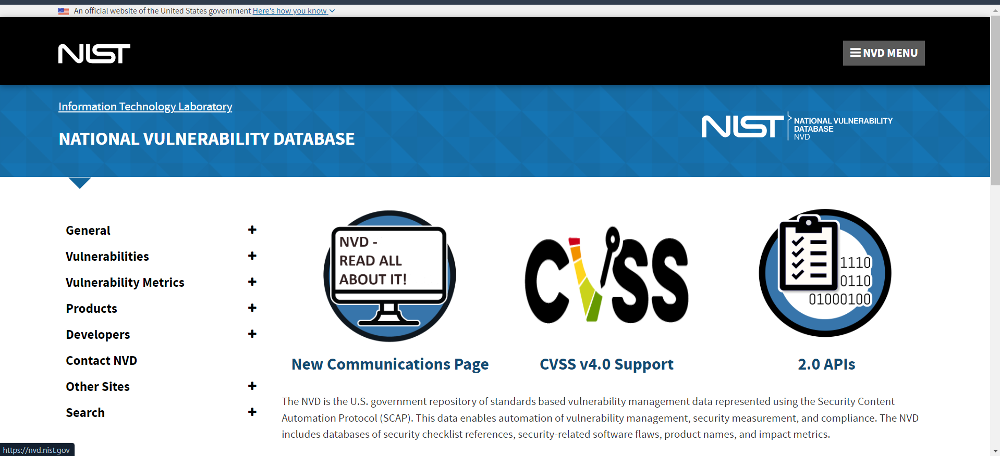 An official website of the United States government Here's how you know
NIST
NVD MENU
Information Technology Laboratory
NATIONAL VULNERABILITY DATABASE
NIST
NATIONAL VULNERABILITY
DATABASE
NVD
General
Vulnerabilities
Vulnerability Metrics
Products
Developers
Contact NVD
Other Sites
Search
NVD -
READ ALL
ABOUT IT!
New Communications Page
CVSS
CVSS v4.0 Support
1110
0110
01000100
2.0 APIs
The NVD is the U.S. government repository of standards based vulnerability management data represented using the Security Content
Automation Protocol (SCAP). This data enables automation of vulnerability management, security measurement, and compliance. The NVD
includes databases of security checklist references, security-related software flaws, product names, and impact metrics.
https://nvd.nist.gov